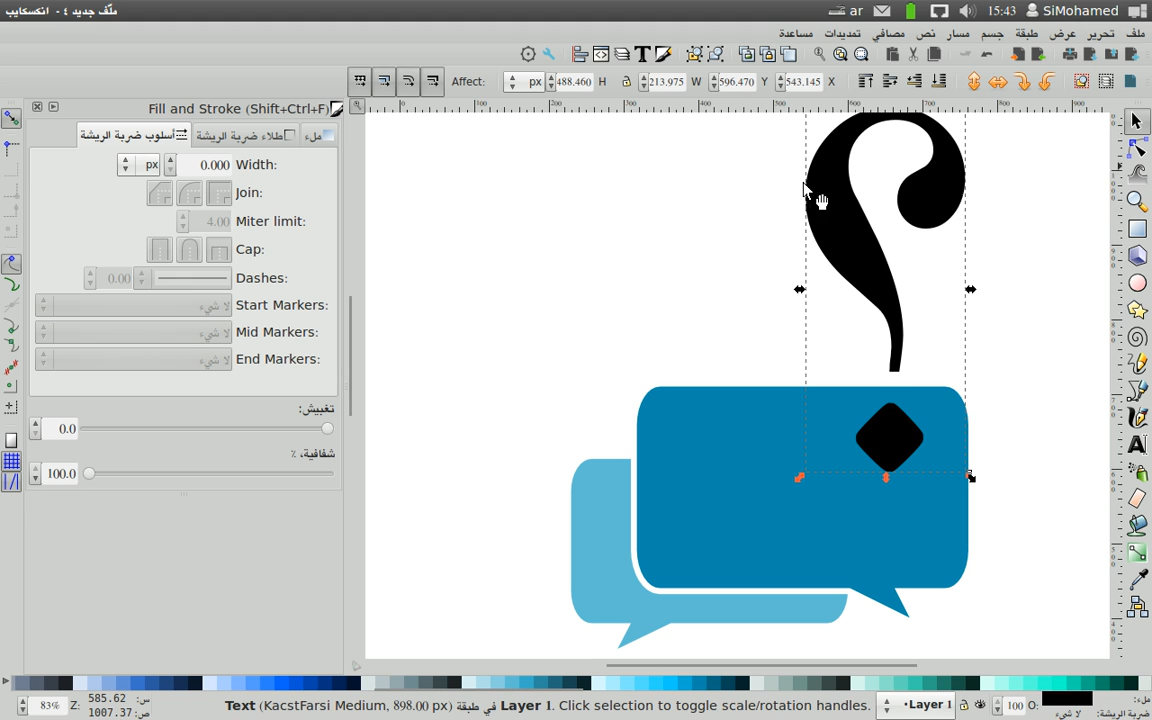 ملّف جديد ٤ - انكسكايب
ar
15:43
SiMohamed
ملف تحرير عرض طبقة جسم مسار نص مصافي تمديدات مساعدة
Affect:
px
488.460 H
213.975 W
596.470 Y
543.145 X
Fill and Stroke (Shift+Ctrl+F)
ملء
طلاء ضربة الريشة
أسلوب ضربة الريشة
px 0.000 Width:
Join:
4.00 Miter limit:
Cap:
0.00 Dashes:
لا شيء Start Markers:
لا شيء Mid Markers:
لا شيء End Markers:
تغبيش:
0.0
شفافية، ٪
100.0
؟
83% Z:
585.62 س:
1007.37 ص:
Text (KacstFarsi Medium, 898.00 px) في طبقة Layer 1. Click selection to toggle scale/rotation handles.
•Layer 1
100 O:
ملء:
لا شيء ضربة الريشة: